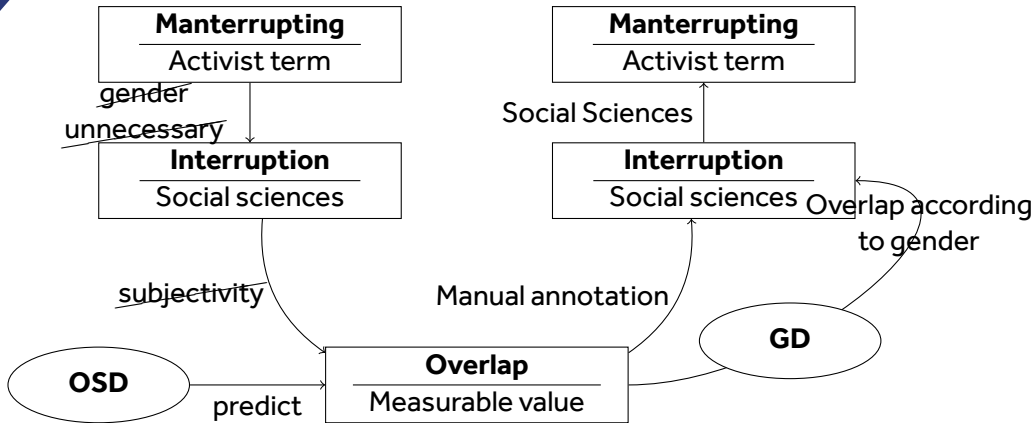 Manterrupting
Activist term
Manterrupting
Activist term
gender
unnecessary
Social Sciences
Interruption
Social sciences
Interruption
Social sciences
Overlap according
to gender
subjectivity
Manual annotation
GD
OSD
predict
Overlap
Measurable value